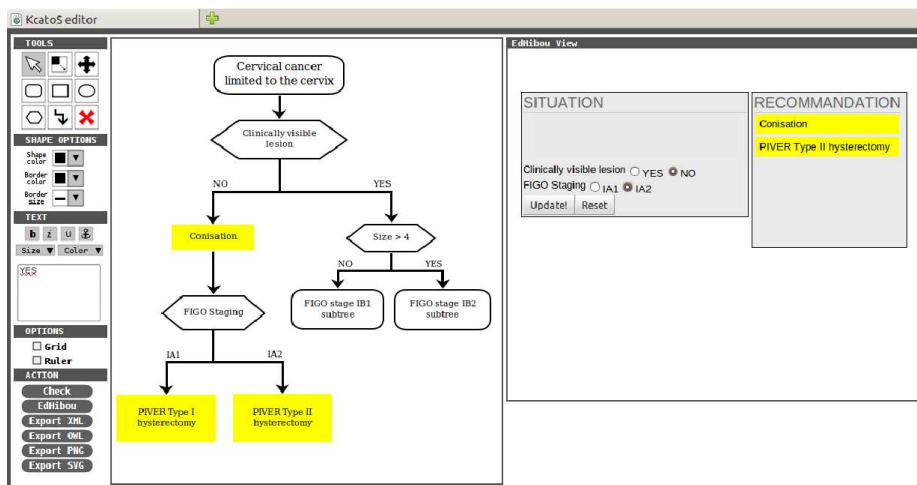 KcatoS editor
TOOLS
SHAPE OPTIONS
Shape
color
Border
color
Border
size
TEXT
b i u
Size ▼ Color ▼
YES
OPTIONS
Grid
Ruler
ACTION
Check
EdHibou
Export XML
Export OWL
Export PNG
Export SVG
Cervical cancer
limited to the cervix
Clinically visible
lesion
NO YES
Conisation
Size > 4
NO YES
FIGO stage IB1
subtree
FIGO stage IB2
subtree
FIGO Staging
IA1 IA2
PIVER Type I
hysterectomy
PIVER Type II
hysterectomy
EdHibou View
SITUATION
Clinically visible lesion YES NO
FIGO Staging IA1 IA2
Update! Reset
RECOMMANDATION
Conisation
PIVER Type II hysterectomy